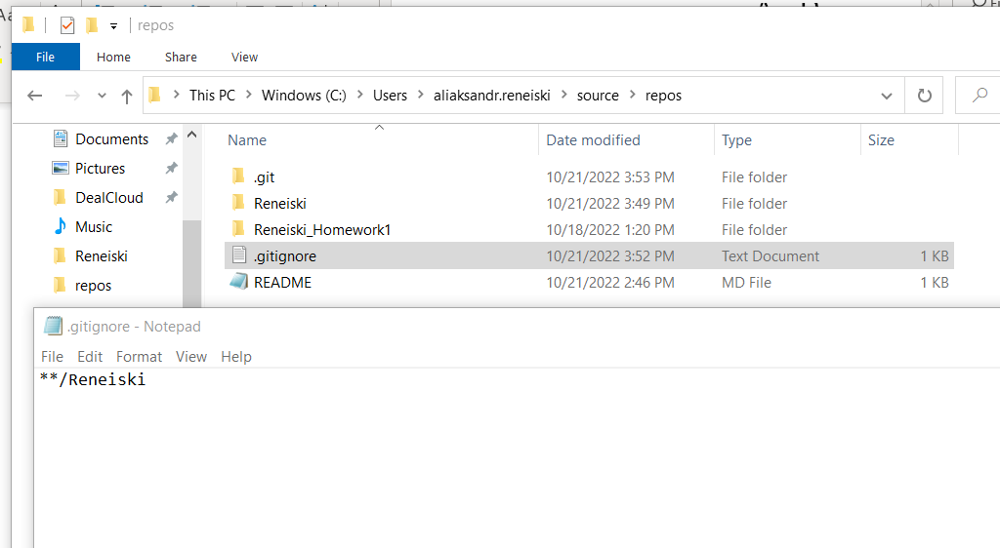 repos
File Home Share View
This PC Windows (C:) Users aliaksandr.reneiski source repos
Name Date modified Type Size
Documents
Pictures
DealCloud
Music
Reneiski
repos
.git 10/21/2022 3:53 PM File folder
Reneiski 10/21/2022 3:49 PM File folder
Reneiski_Homework1 10/18/2022 1:20 PM File folder
.gitignore 10/21/2022 3:52 PM Text Document 1 KB
README 10/21/2022 2:46 PM MD File 1 KB
.gitignore - Notepad
File Edit Format View Help
**/Reneiski